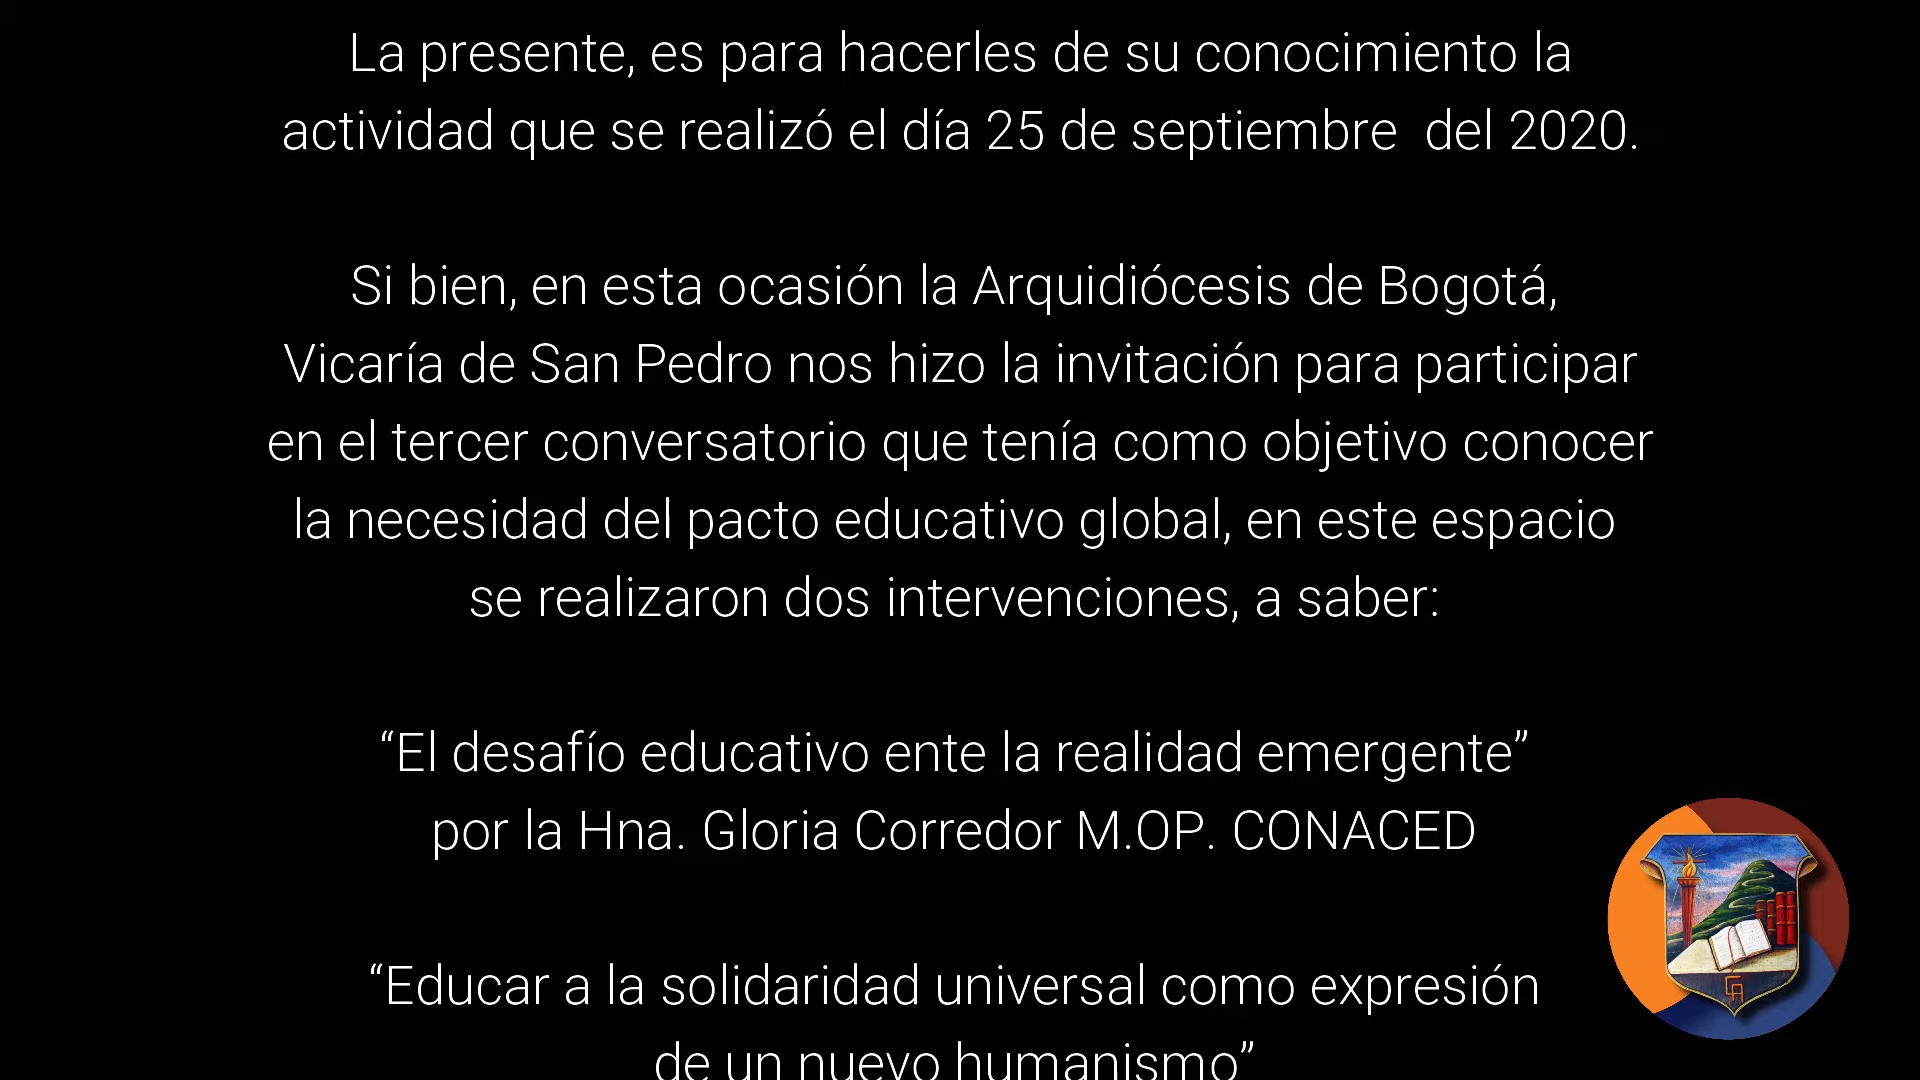 La presente, es para hacerles de su conocimiento la
actividad que se realizó el día 25 de septiembre  del 2020.
Si bien, en esta ocasión la Arquidiócesis de Bogotá,
Vicaría de San Pedro nos hizo la invitación para participar
en el tercer conversatorio que tenía como objetivo conocer
la necesidad del pacto educativo global, en este espacio
se realizaron dos intervenciones, a saber:
“El desafío educativo ente la realidad emergente”
por la Hna. Gloria Corredor M.OP. CONACED
“Educar a la solidaridad universal como expresión
de un nuevo humanismo”